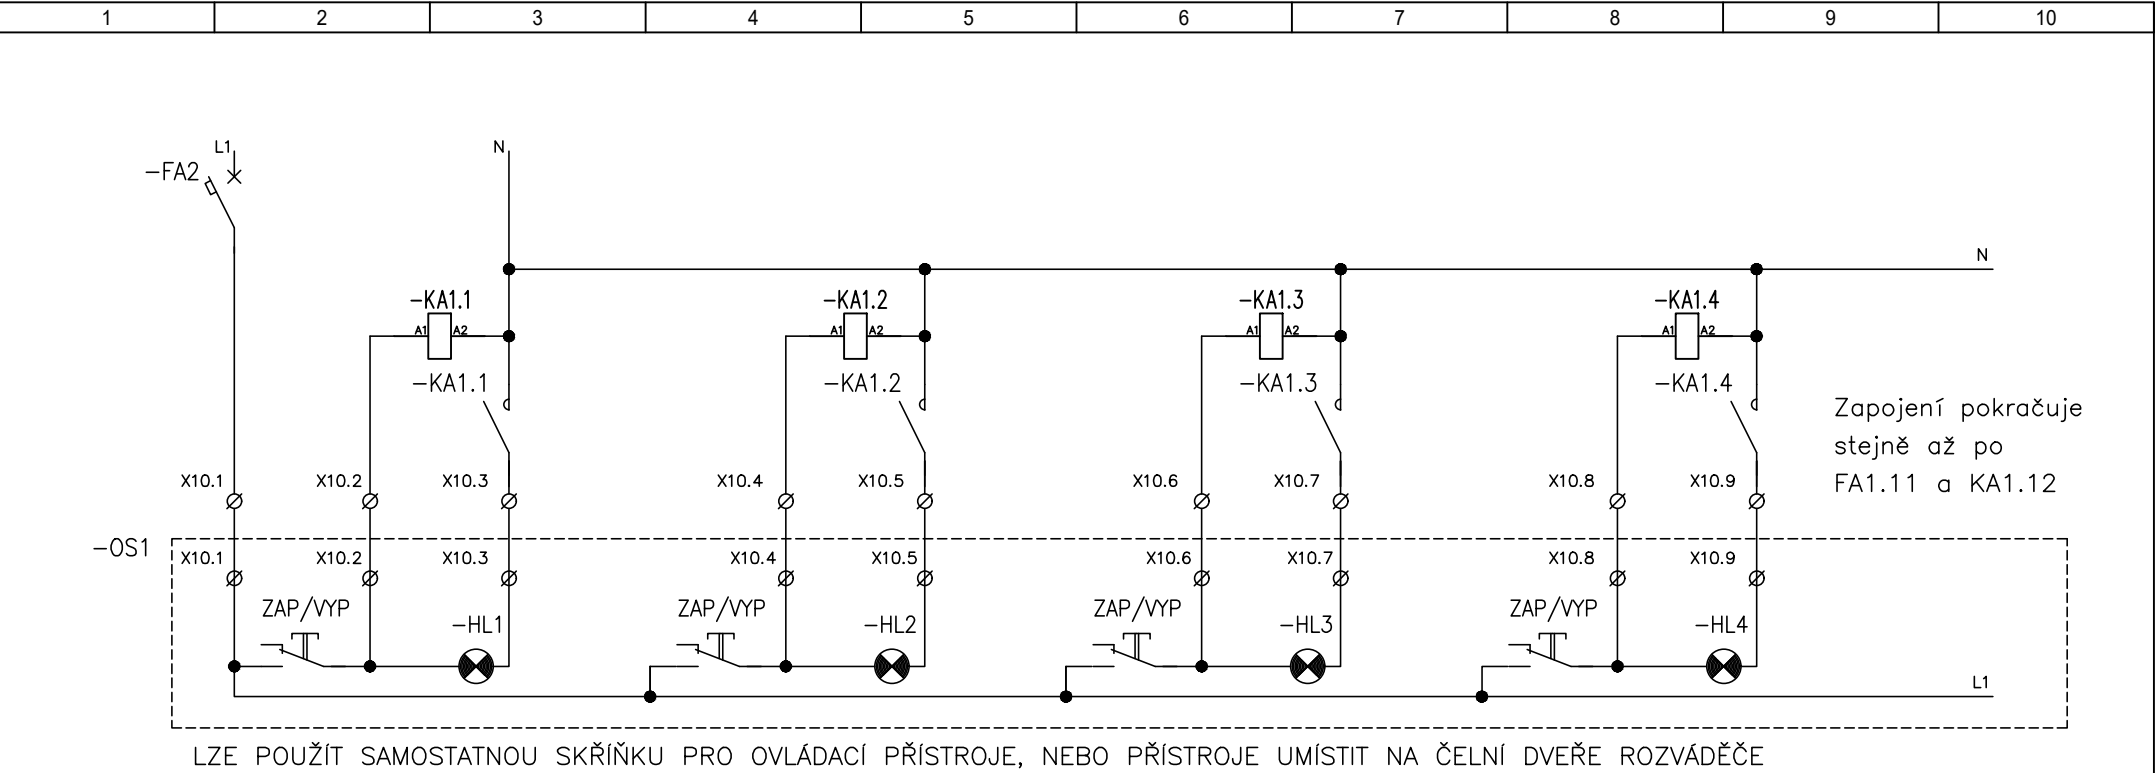 1 2 3 4 5 6 7 8 9 10
L1 N
-FA2
N
-KA1.1 -KA1.2 -KA1.3 -KA1.4
A1 A2 A1 A2 A1 A2 A1 A2
-KA1.1 -KA1.2 -KA1.3 -KA1.4
Zapojení pokračuje
stejně až po
FA1.11 a KA1.12
X10.1 X10.2 X10.3 X10.4 X10.5 X10.6 X10.7 X10.8 X10.9
-OS1
X10.1 X10.2 X10.3 X10.4 X10.5 X10.6 X10.7 X10.8 X10.9
ZAP/VYP ZAP/VYP ZAP/VYP ZAP/VYP
-HL1 -HL2 -HL3 -HL4
L1
LZE POUŽÍT SAMOSTATNOU SKŘÍŇKU PRO OVLÁDACÍ PŘÍSTROJE, NEBO PŘÍSTROJE UMÍSTIT NA ČELNÍ DVEŘE ROZVÁDĚČE